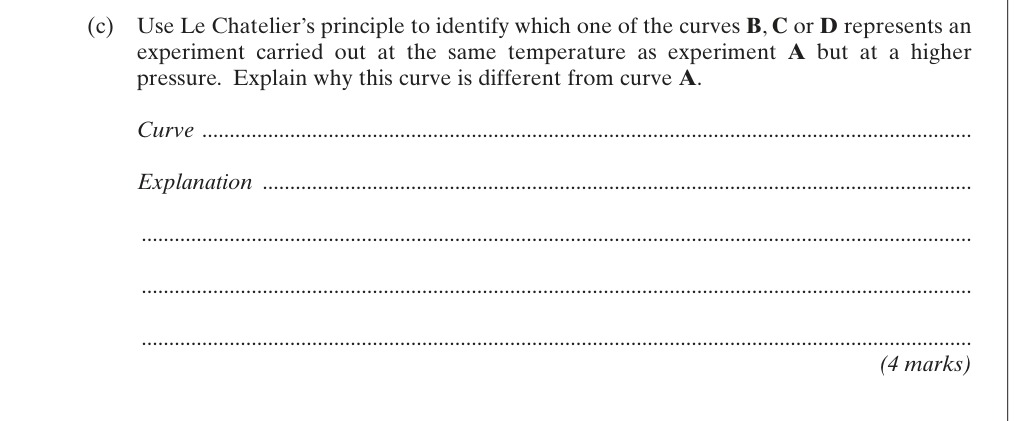 (c) Use Le Chatelier's principle to identify which one of the curves B, C or D represents an
experiment carried out at the same temperature as experiment A but at a higher
pressure. Explain why this curve is different from curve A.
Curve ......................................................................................................................................
Explanation ............................................................................................................................
..................................................................................................................................................
..................................................................................................................................................
..................................................................................................................................................
(4 marks)